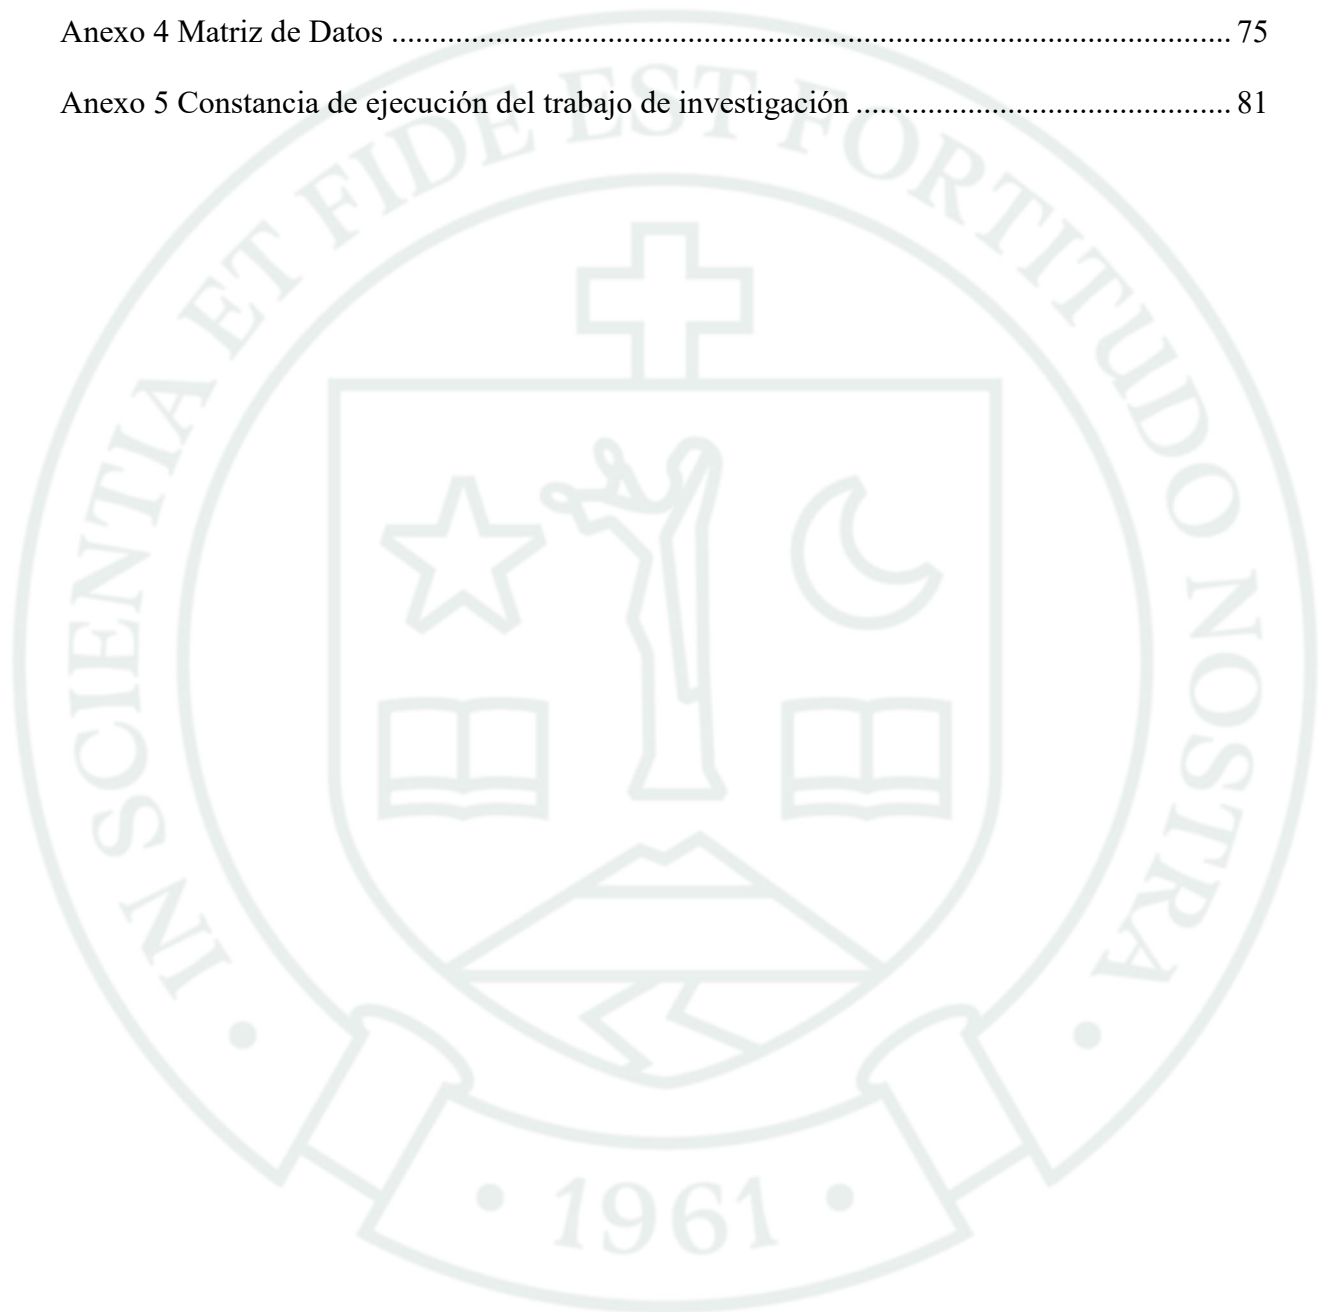 Anexo 4 Matriz de Datos ........................................................................................................ 75
Anexo 5 Constancia de ejecución del trabajo de investigación .............................................. 81
IN SCIENTIA ET FIDE EST FORTITUDO NOSTRA
• 1961 •